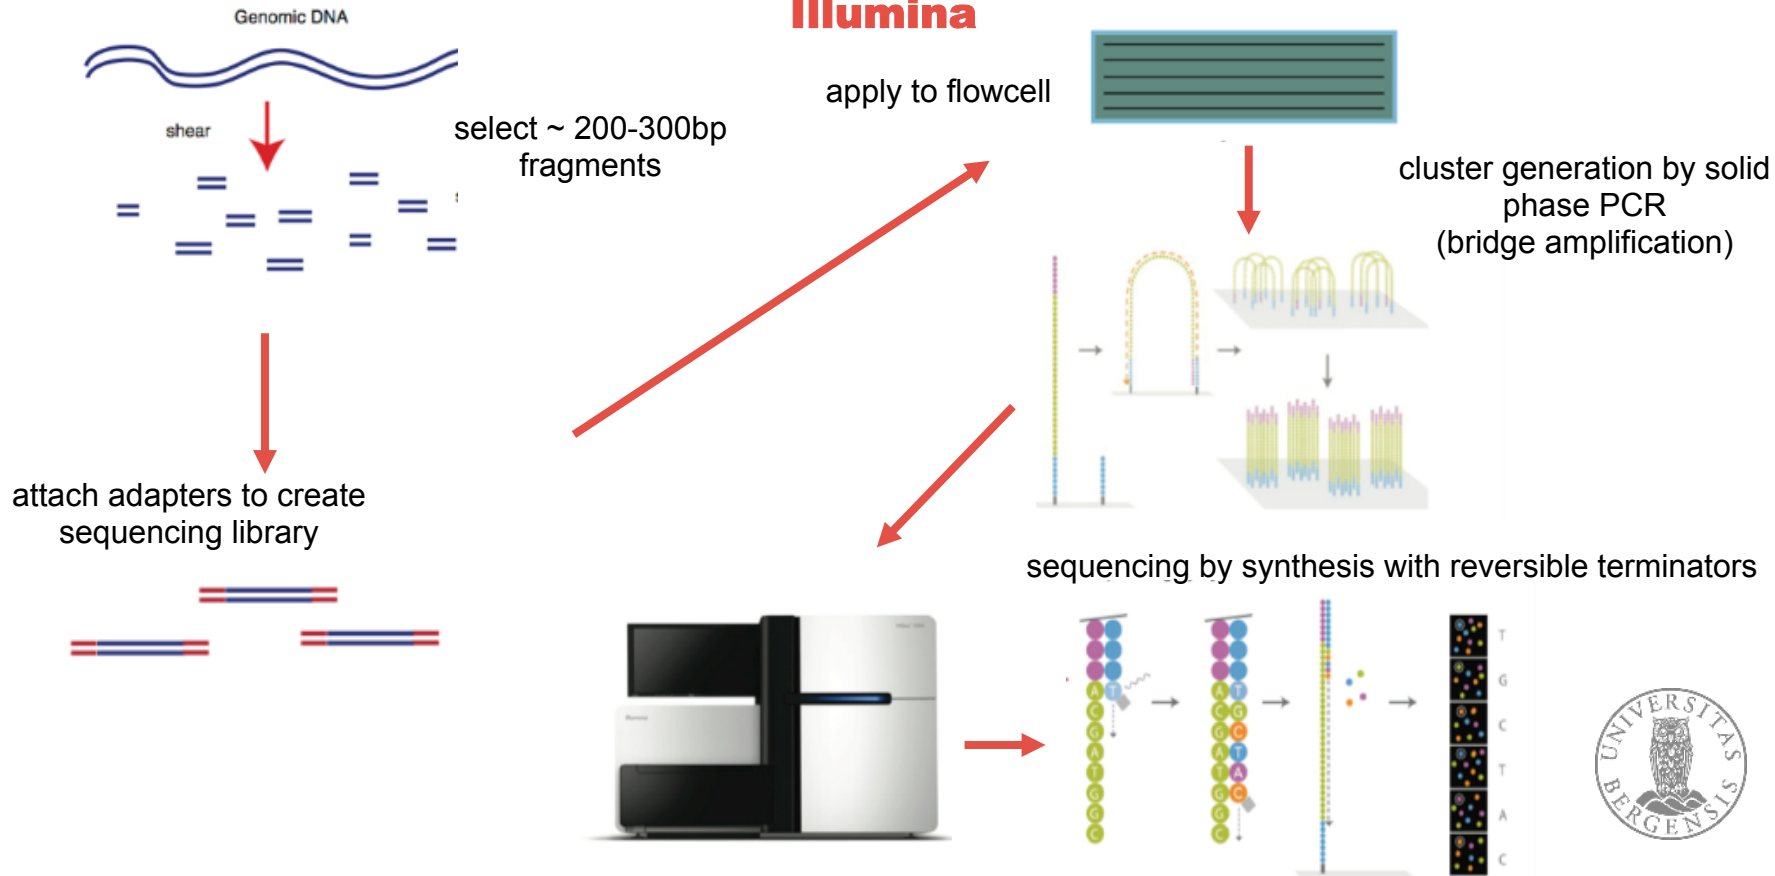 Illumina
Genomic DNA
shear
select ~ 200-300bp
fragments
attach adapters to create
sequencing library
apply to flowcell
cluster generation by solid
phase PCR
(bridge amplification)
sequencing by synthesis with reversible terminators
A T
C
G
A
T
G
G
C
A T
C G
G C
A T
T A
G C
G
C
T
G
C
T
A
C
UNIVERSITAS
BERGENSIS